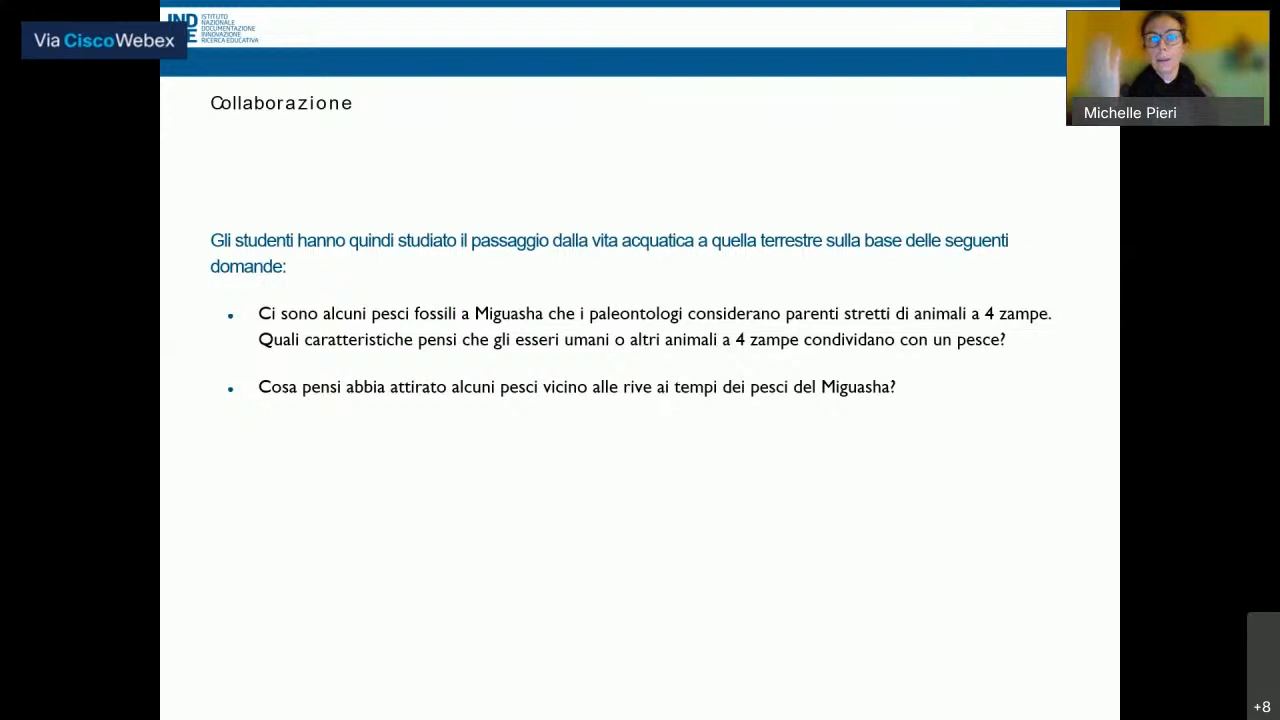 IND
E
ISTITUTO
NAZIONALE
DOCUMENTAZIONE
INNOVAZIONE
RICERCA EDUCATIVA
Via CiscoWebex
Michelle Pieri
Collaborazione
Gli studenti hanno quindi studiato il passaggio dalla vita acquatica a quella terrestre sulla base delle seguenti
domande:
• Ci sono alcuni pesci fossili a Miguasha che i paleontologi considerano parenti stretti di animali a 4 zampe.
Quali caratteristiche pensi che gli esseri umani o altri animali a 4 zampe condividano con un pesce?
• Cosa pensi abbia attirato alcuni pesci vicino alle rive ai tempi dei pesci del Miguasha?
+8